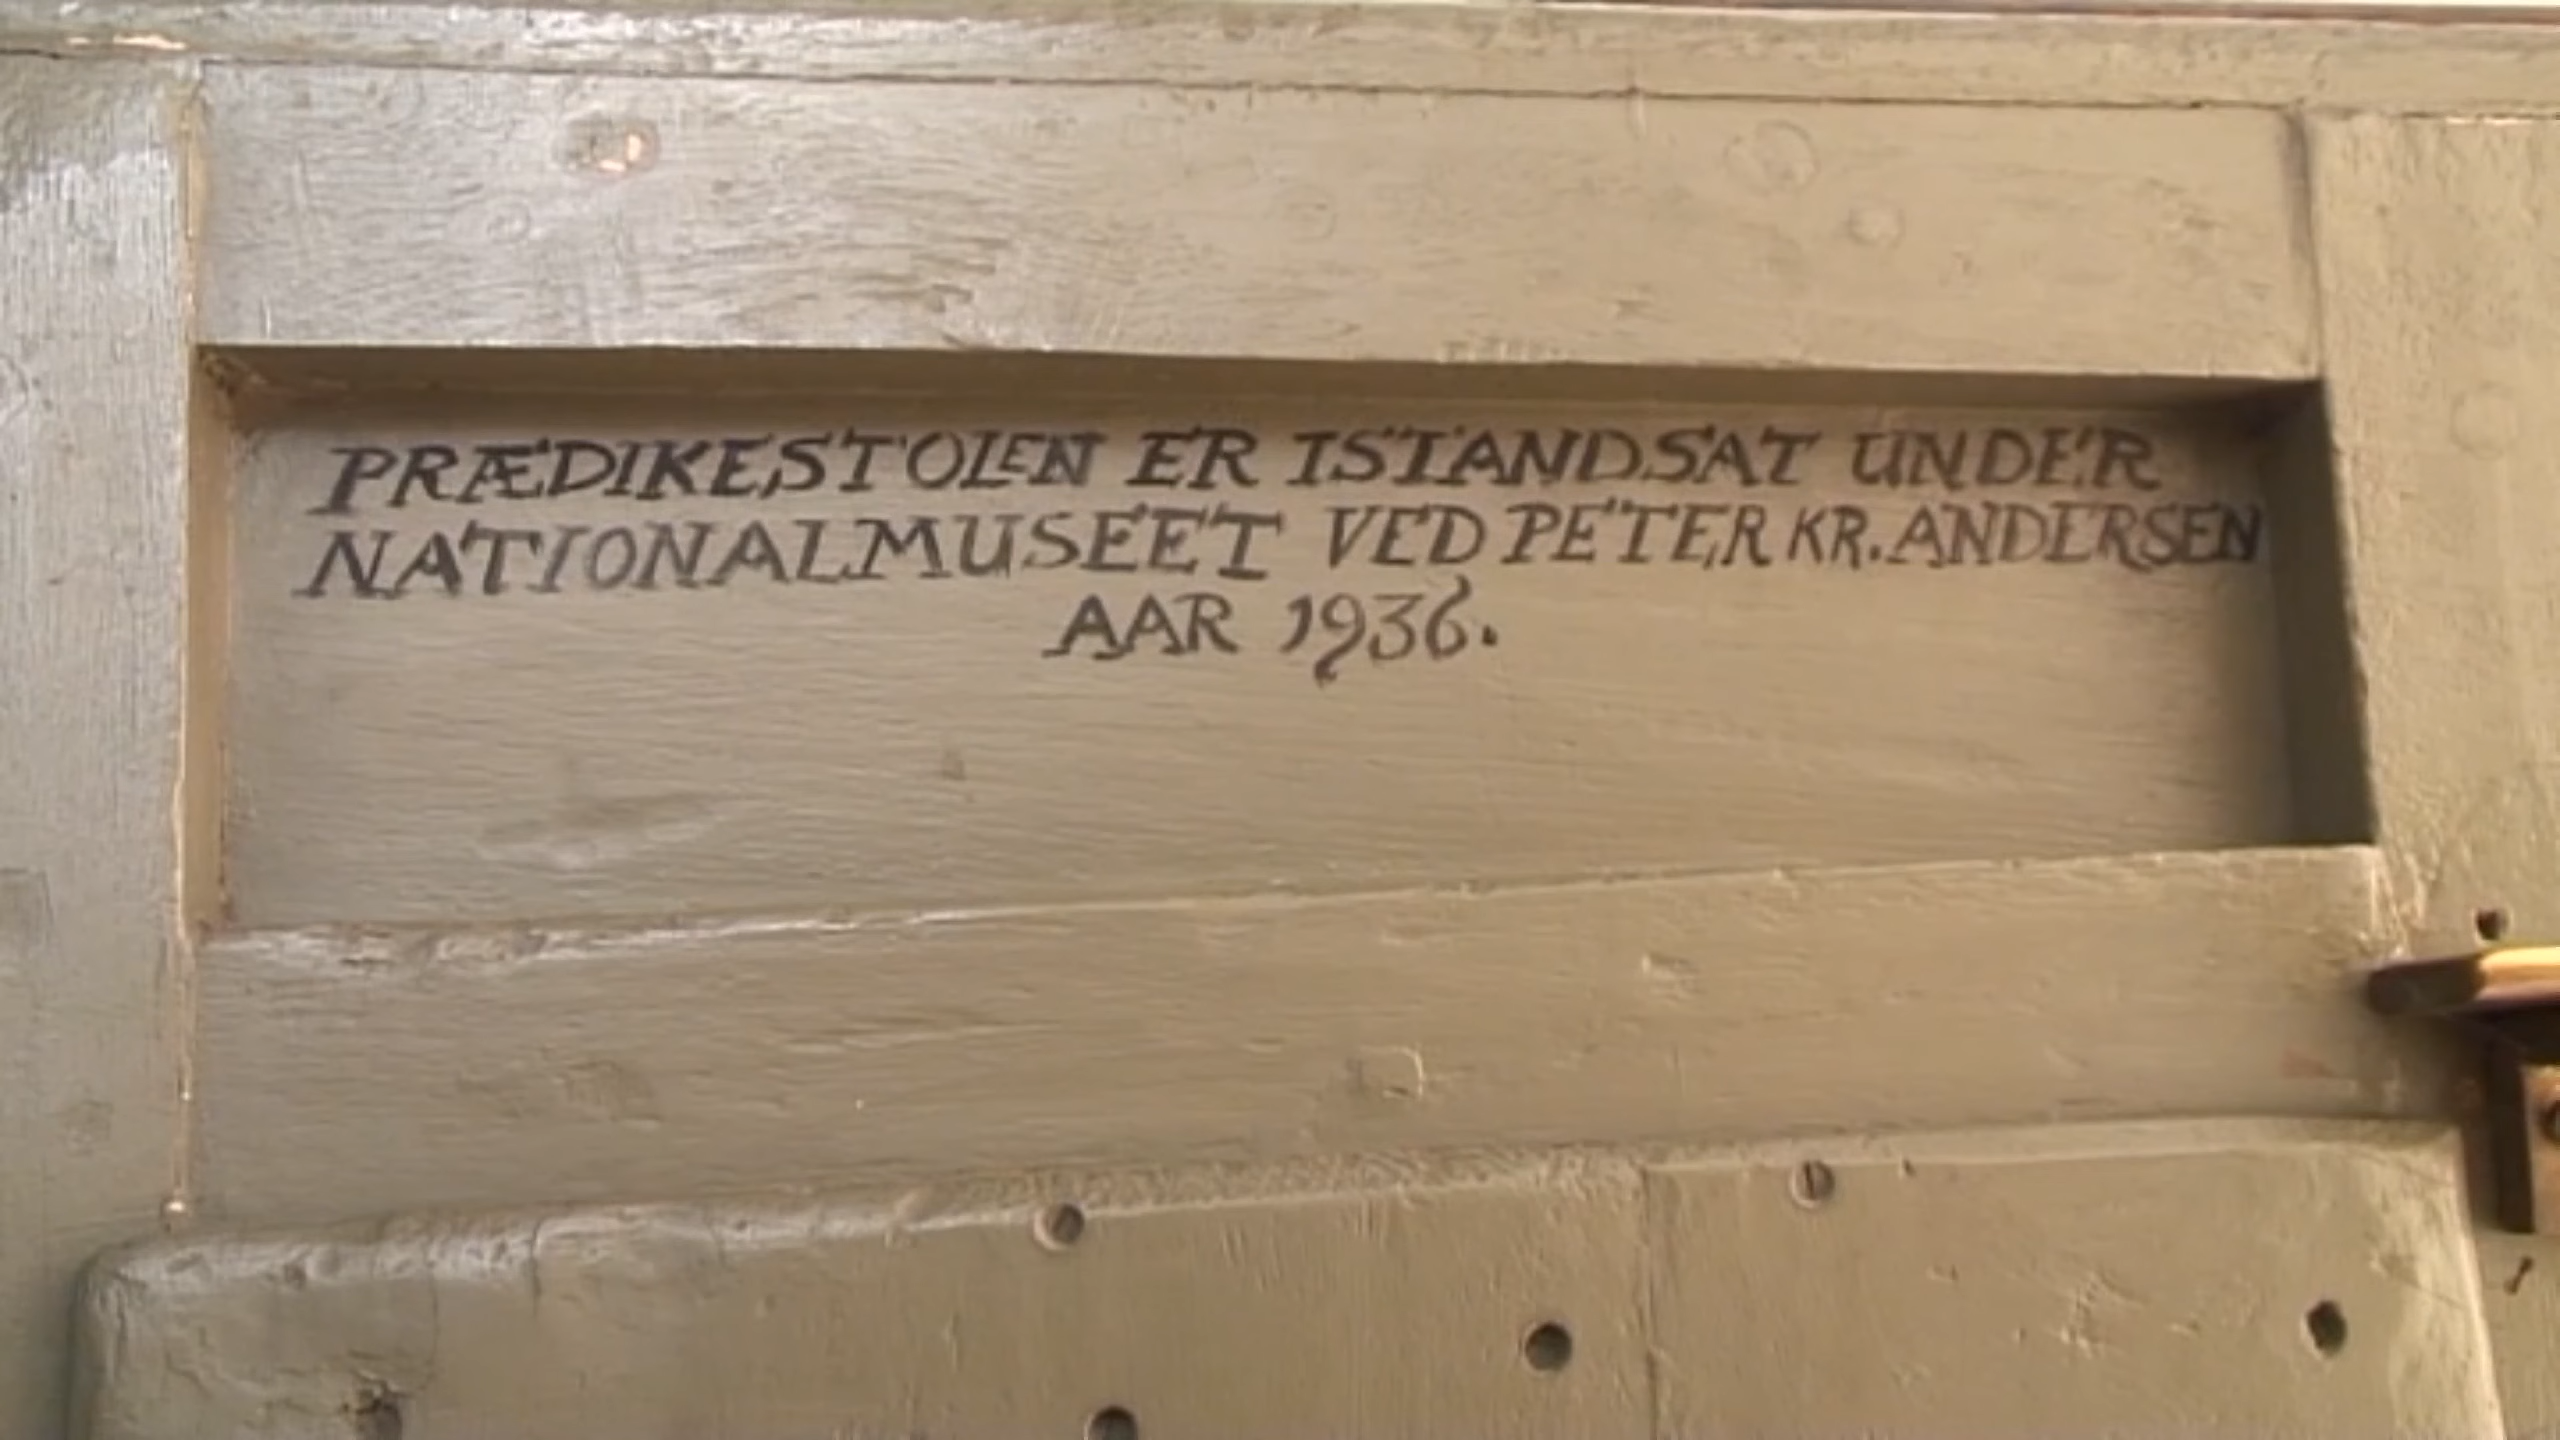 PRÆDIKESTOLEN ER ISTANDSAT UNDER
NATIONALMUSEET VED PETER KR. ANDERSEN
AAR 1936.